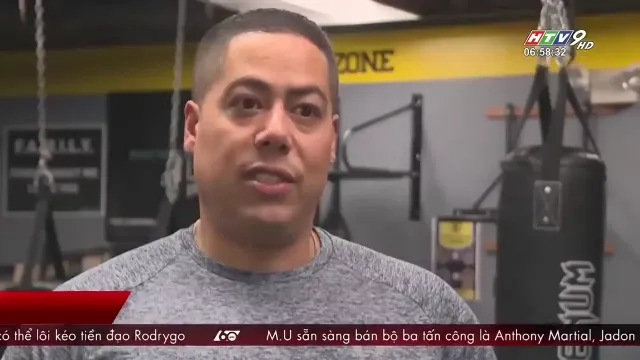 HTV9 HD
06:58:32
ZONE
F.A.M.I.L.Y.
có thể lôi kéo tiền đạo Rodrygo 60 M.U sẵn sàng bán bộ ba tấn công là Anthony Martial, Jadon